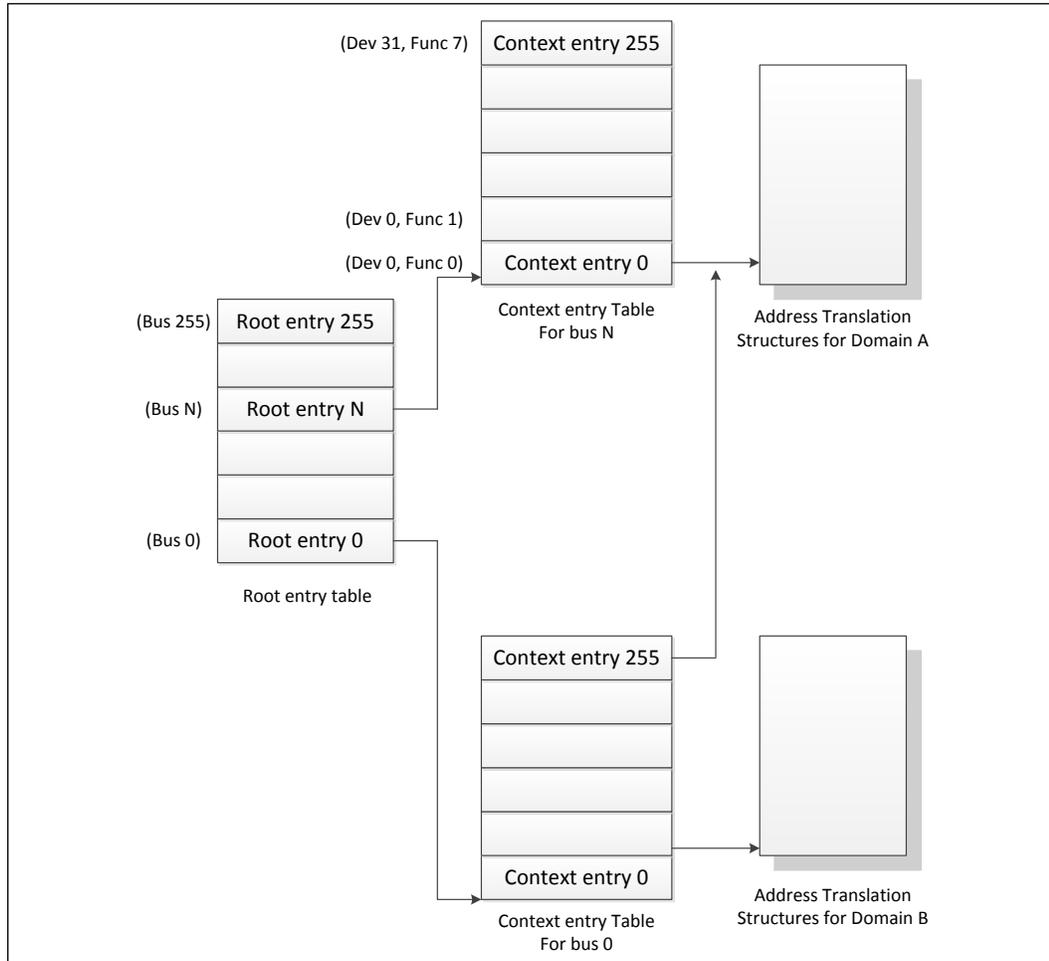 (Dev 31, Func 7)
Context entry 255
(Dev 0, Func 1)
(Dev 0, Func 0)
Context entry 0
Context entry Table
For bus N
Address Translation
Structures for Domain A
(Bus 255)
Root entry 255
(Bus N)
Root entry N
(Bus 0)
Root entry 0
Root entry table
Context entry 255
Context entry 0
Context entry Table
For bus 0
Address Translation
Structures for Domain B